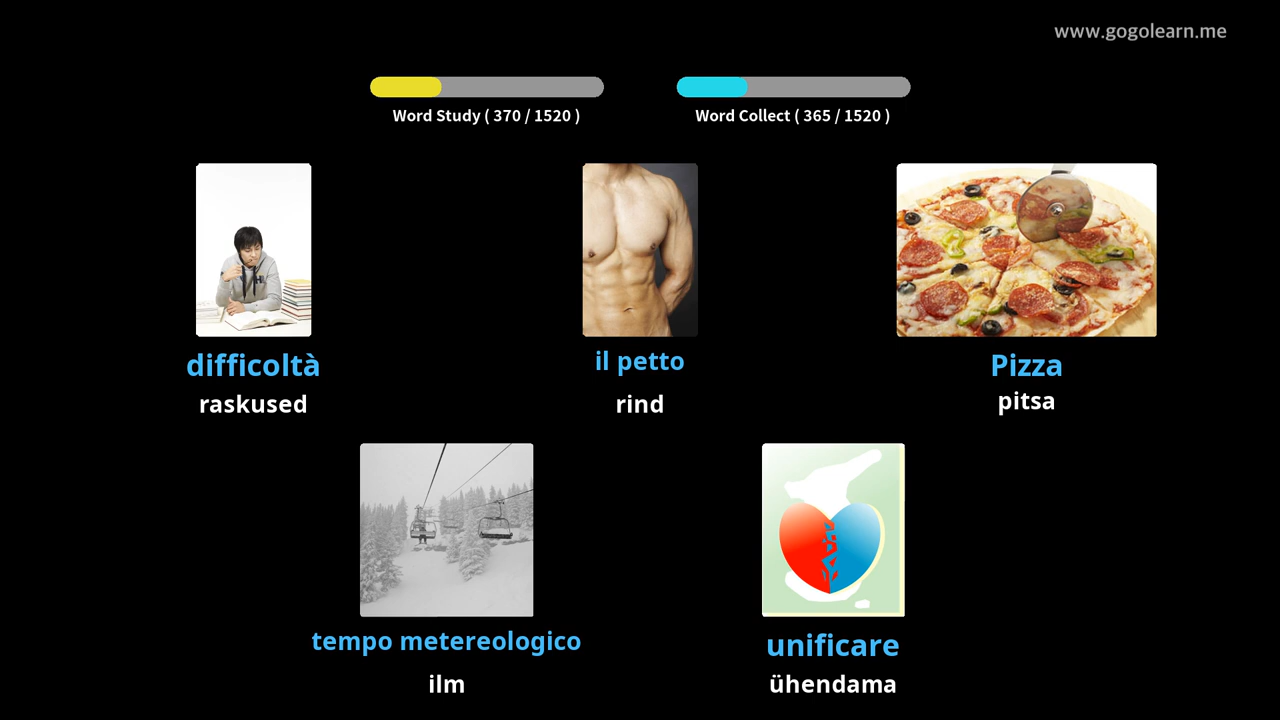 www.gogolearn.me
Word Study ( 370 / 1520 )
Word Collect ( 365 / 1520 )
difficoltà
raskused
il petto
rind
Pizza
pitsa
tempo metereologico
ilm
unificare
ühendama